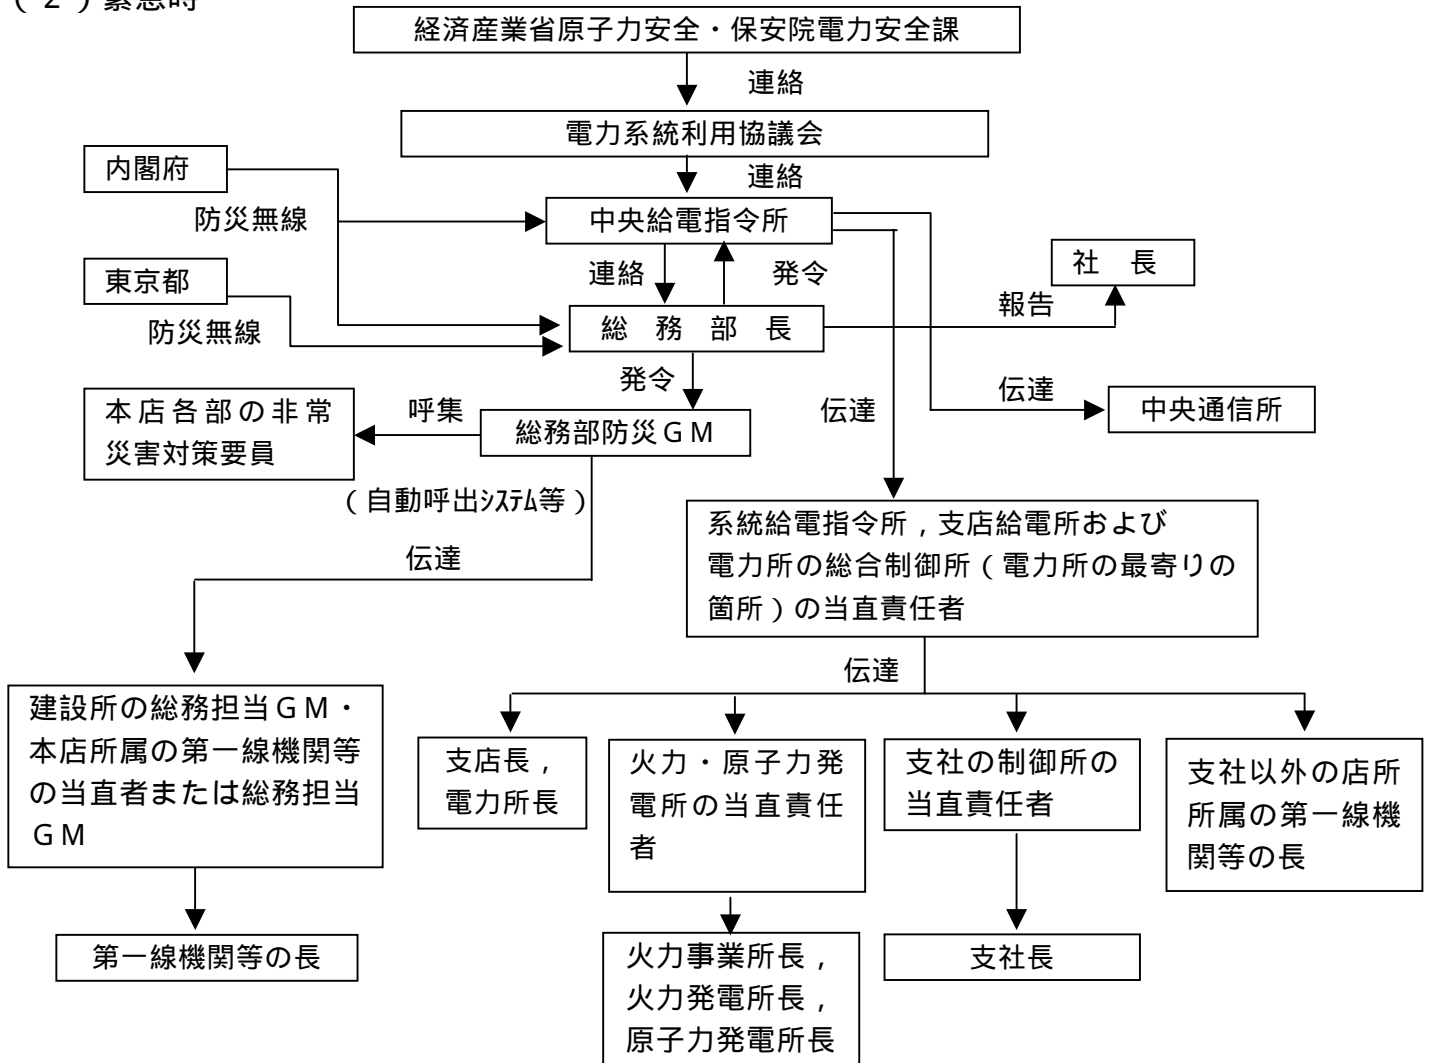 （２）緊急時
経済産業省原子力安全・保安院電力安全課
連絡
電力系統利用協議会
連絡
内閣府
防災無線
中央給電指令所
東京都
防災無線
連絡
発令
社　長
報告
総　務　部　長
発令
伝達
伝達
中央通信所
本店各部の非常
災害対策要員
呼集
総務部防災ＧＭ
（自動呼出ｼｽﾃﾑ等）
伝達
系統給電指令所，支店給電所および
電力所の総合制御所（電力所の最寄りの
箇所）の当直責任者
伝達
建設所の総務担当ＧＭ・
本店所属の第一線機関等
の当直者または総務担当
ＧＭ
支店長，
電力所長
火力・原子力発
電所の当直責任
者
支社の制御所の
当直責任者
支社以外の店所
所属の第一線機
関等の長
第一線機関等の長
火力事業所長，
火力発電所長，
原子力発電所長
支社長